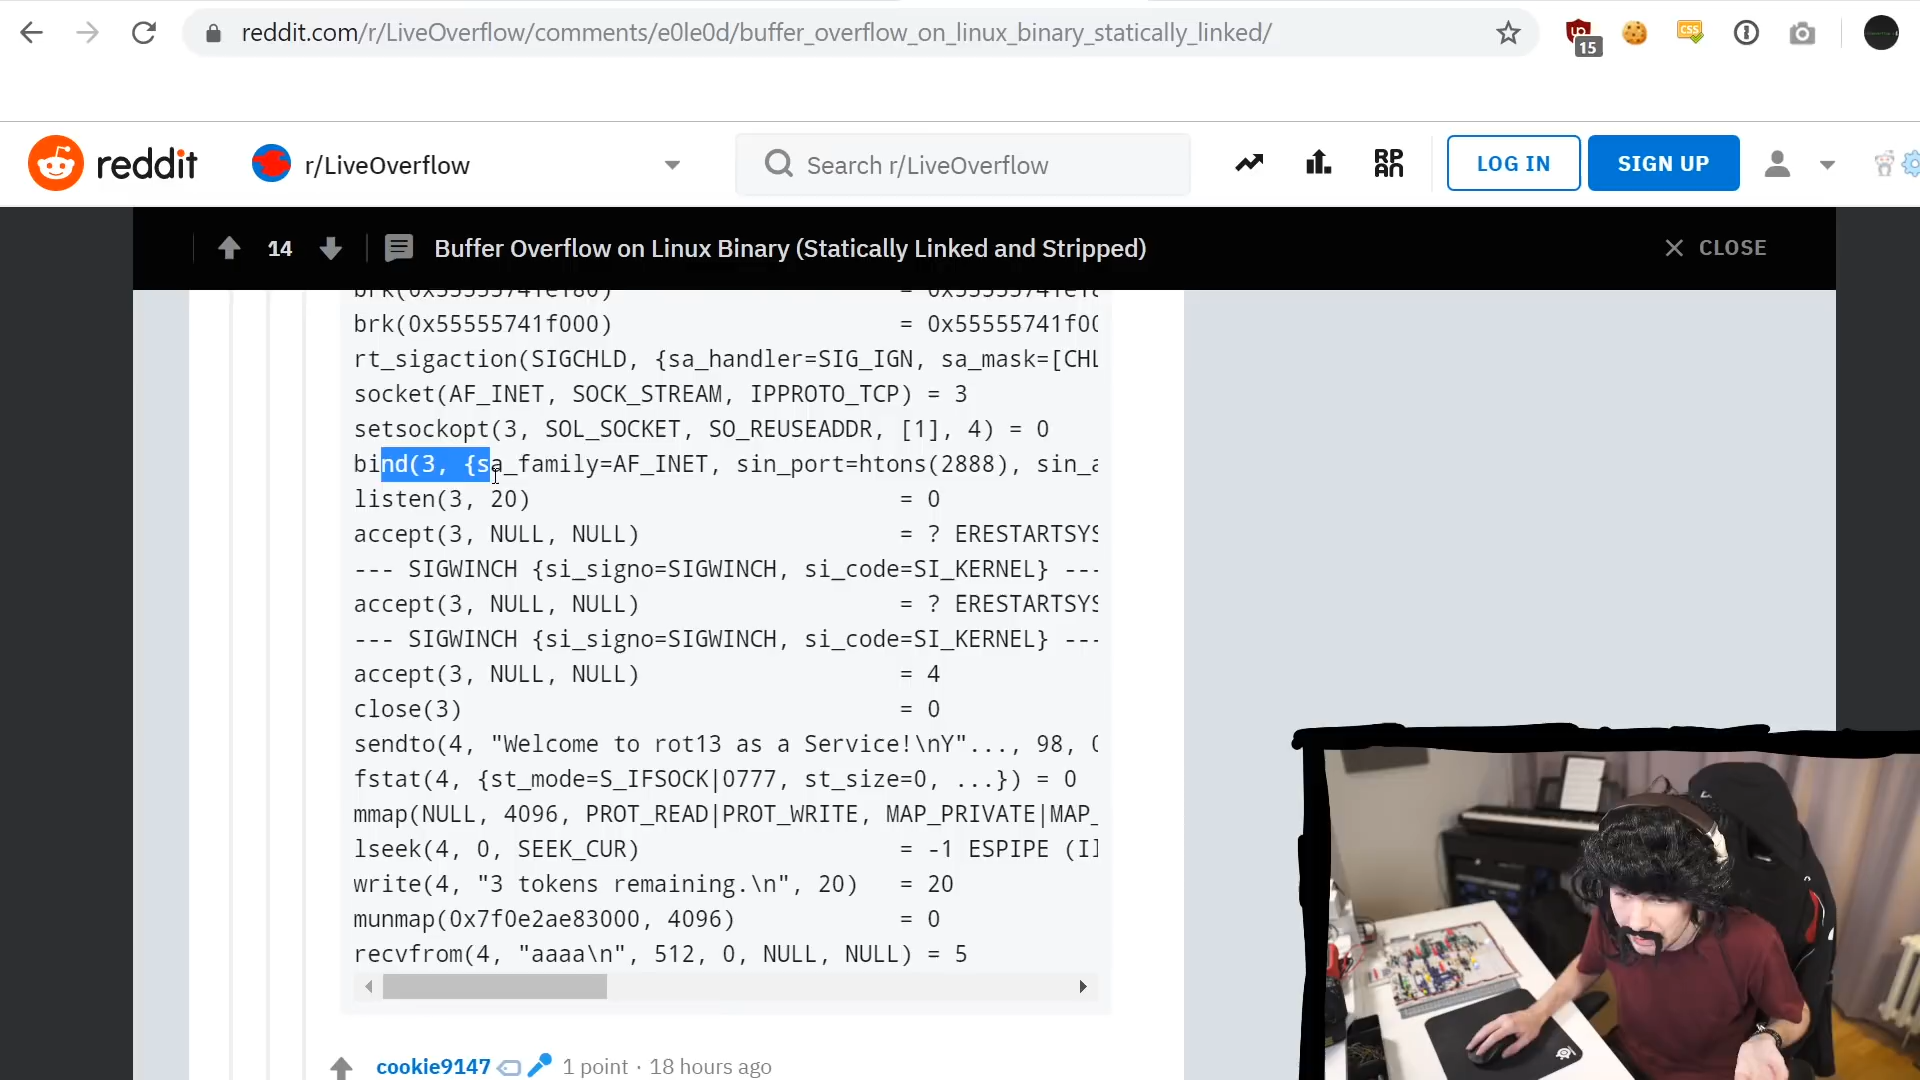 reddit.com/r/LiveOverflow/comments/e0le0d/buffer_overflow_on_linux_binary_statically_linked/
15
CSS
reddit
r/LiveOverflow
Search r/LiveOverflow
RPAN
LOG IN
SIGN UP
14
Buffer Overflow on Linux Binary (Statically Linked and Stripped)
CLOSE
brk(0x55555741f000) = 0x55555741f00
rt_sigaction(SIGCHLD, {sa_handler=SIG_IGN, sa_mask=[CHL
socket(AF_INET, SOCK_STREAM, IPPROTO_TCP) = 3
setsockopt(3, SOL_SOCKET, SO_REUSEADDR, [1], 4) = 0
bind(3, {sa_family=AF_INET, sin_port=htons(2888), sin_a
listen(3, 20) = 0
accept(3, NULL, NULL) = ? ERESTARTSYS
--- SIGWINCH {si_signo=SIGWINCH, si_code=SI_KERNEL} ---
accept(3, NULL, NULL) = ? ERESTARTSYS
--- SIGWINCH {si_signo=SIGWINCH, si_code=SI_KERNEL} ---
accept(3, NULL, NULL) = 4
close(3) = 0
sendto(4, "Welcome to rot13 as a Service!\nY"..., 98, 0
fstat(4, {st_mode=S_IFSOCK|0777, st_size=0, ...}) = 0
mmap(NULL, 4096, PROT_READ|PROT_WRITE, MAP_PRIVATE|MAP_
lseek(4, 0, SEEK_CUR) = -1 ESPIPE (Il
write(4, "3 tokens remaining.\n", 20) = 20
munmap(0x7f0e2ae83000, 4096) = 0
recvfrom(4, "aaaa\n", 512, 0, NULL, NULL) = 5
cookie9147 1 point · 18 hours ago